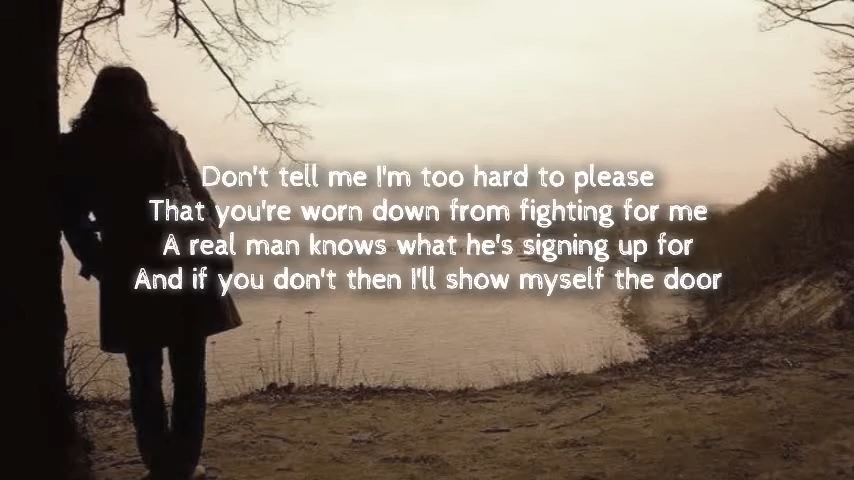 Don't tell me I'm too hard to please
That you're worn down from fighting for me
A real man knows what he's signing up for
And if you don't then I'll show myself the door